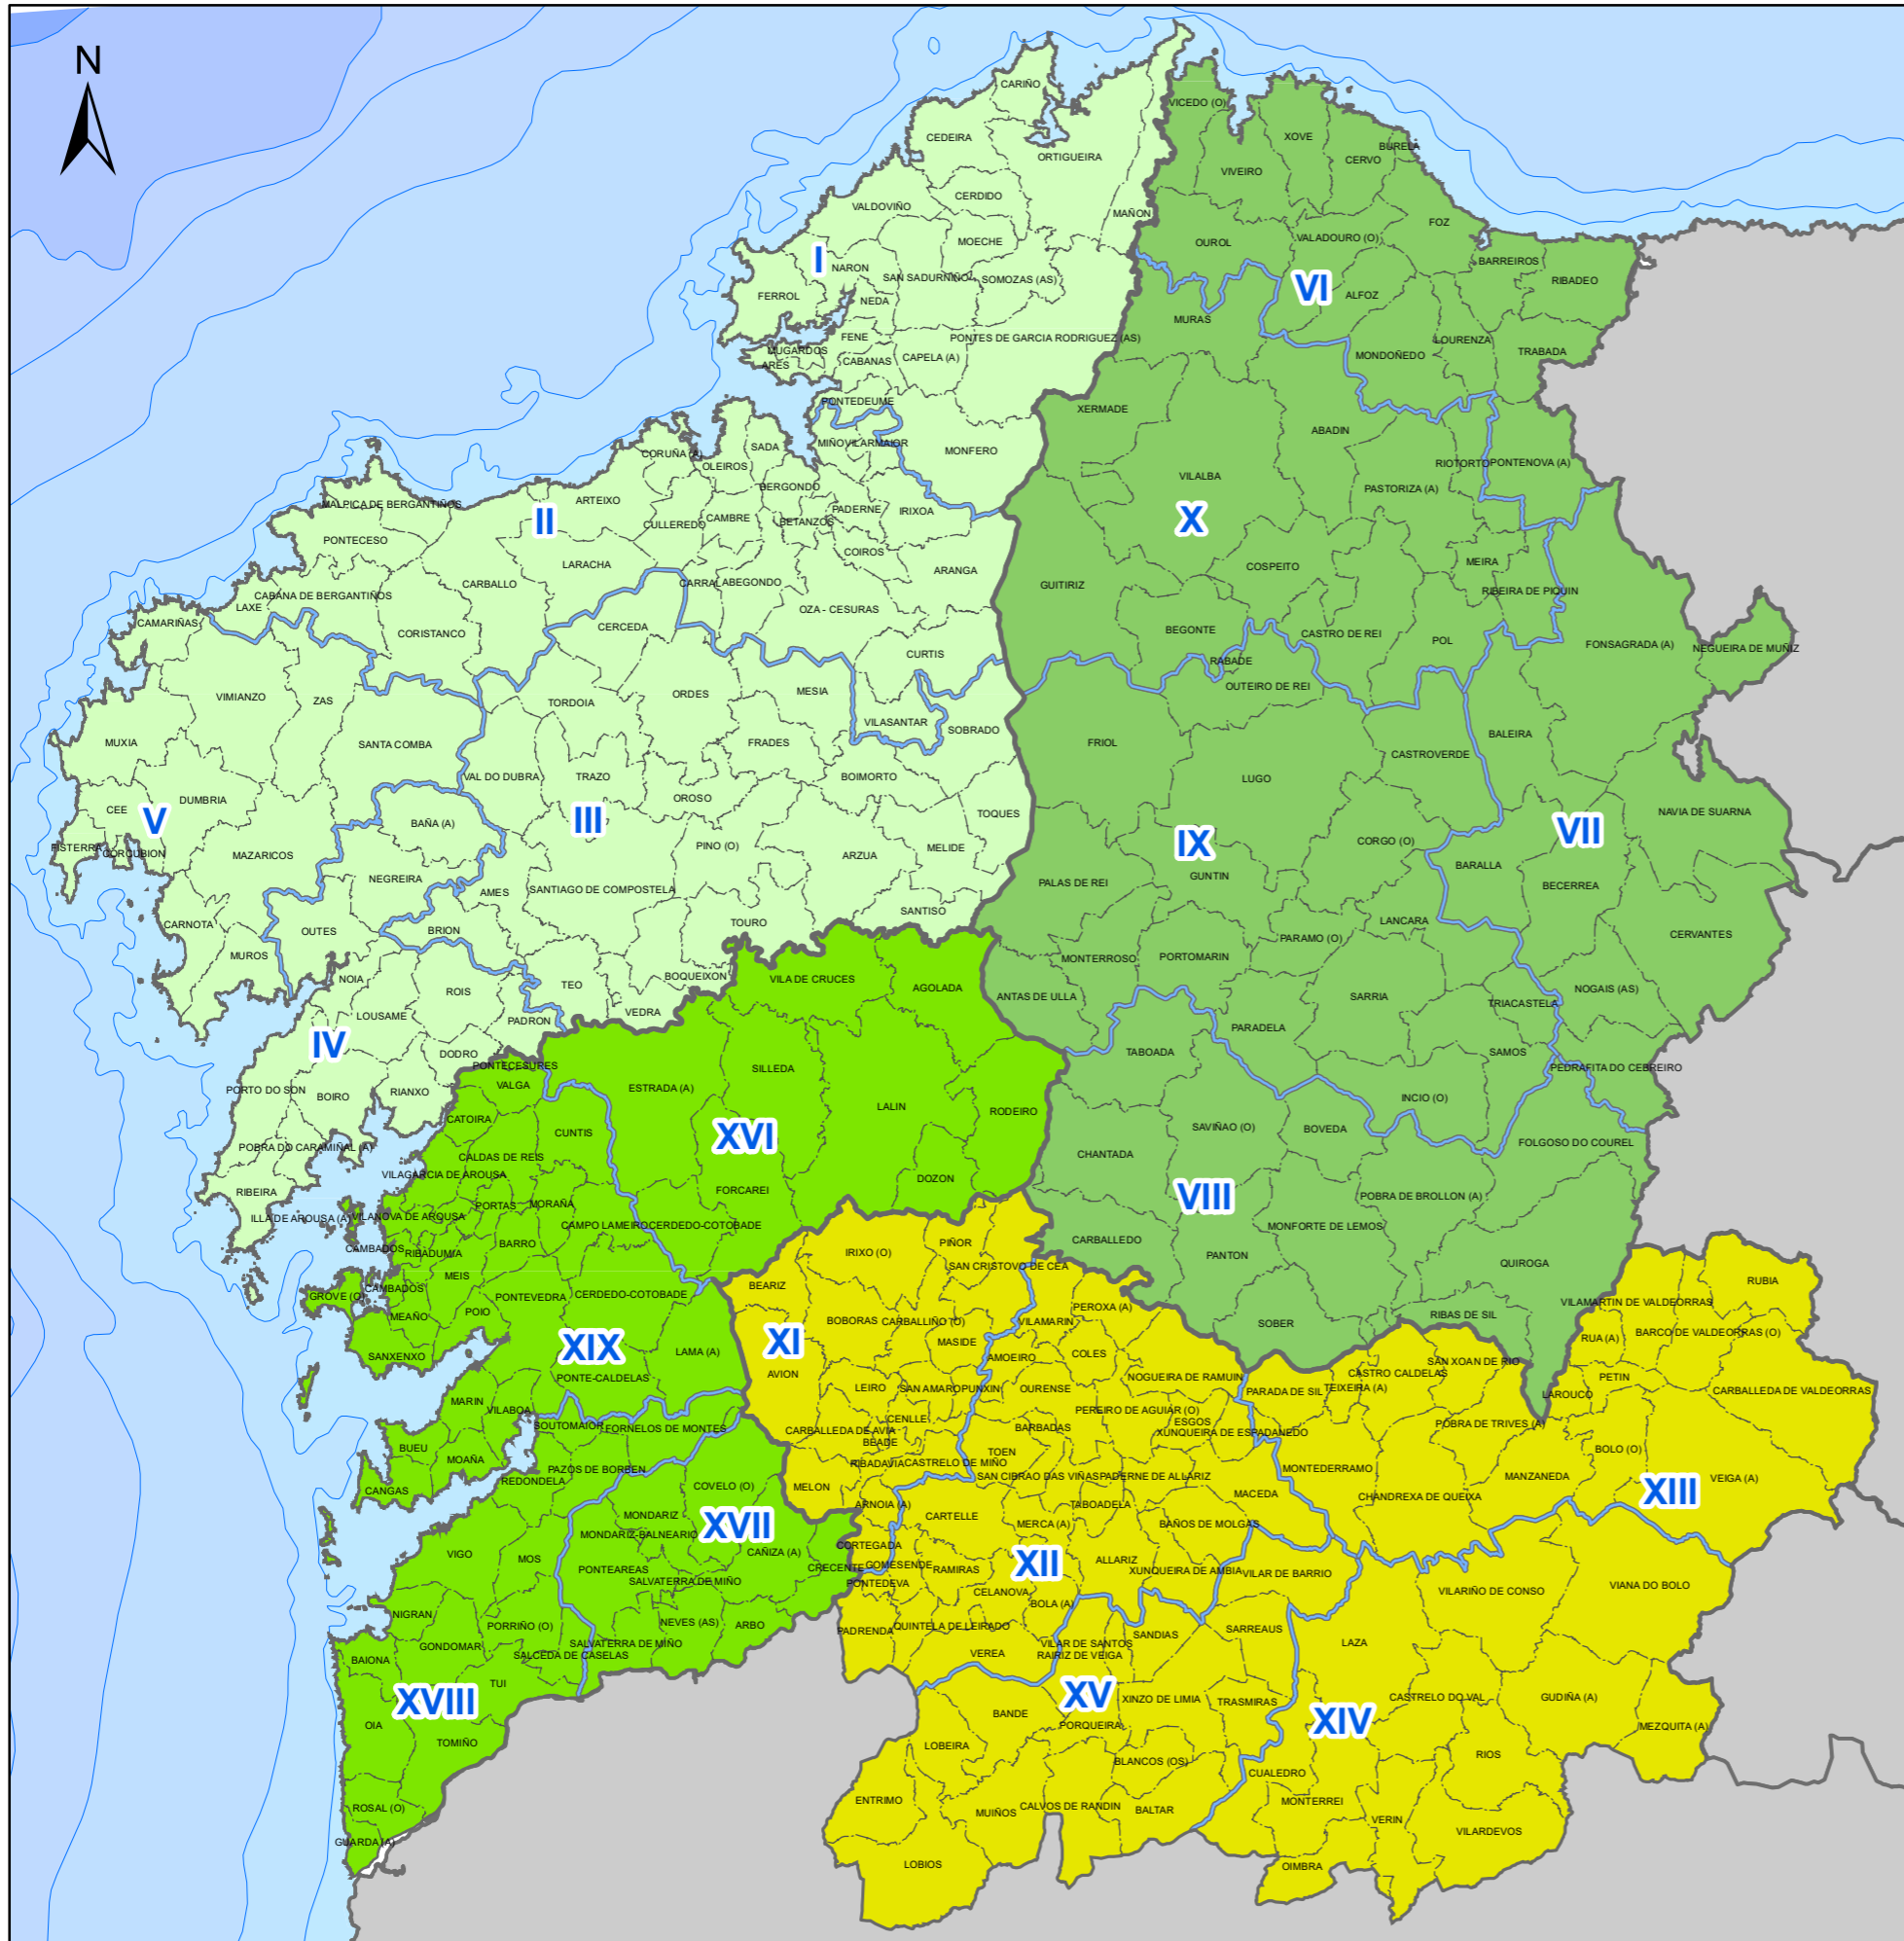 N
CARIÑO
VICEDO (O)
CEDEIRA
XOVE
BURELA
ORTIGUEIRA
CERVO
VIVEIRO
CERDIDO
VALDOVIÑO
MAÑON
FOZ
MOECHE
OUROL
VALADOURO (O)
I
NARON
BARREIROS
SAN SADURNIÑO
SOMOZAS (AS)
RIBADEO
VI
FERROL
NEDA
ALFOZ
MURAS
FENE
PONTES DE GARCIA RODRIGUEZ (AS)
LOURENZA
MUGARDOS
ARES
CABANAS
CAPELA (A)
MONDOÑEDO
TRABADA
PONTEDEUME
XERMADE
ABADIN
MIÑO
VILARMAIOR
SADA
MONFERO
CORUÑA (A)
OLEIROS
RIOTORTO
PONTENOVA (A)
VILALBA
BERGONDO
PASTORIZA (A)
ARTEIXO
MALPICA DE BERGANTIÑOS
PADERNE
IRIXOA
X
II
CULLEREDO
CAMBRE
BETANZOS
PONTECESO
COIROS
MEIRA
LARACHA
COSPEITO
ARANGA
CARBALLO
CARRAL
ABEGONDO
GUITIRIZ
RIBEIRA DE PIQUIN
CABANA DE BERGANTIÑOS
LAXE
OZA - CESURAS
CAMARIÑAS
CERCEDA
BEGONTE
CORISTANCO
CASTRO DE REI
POL
FONSAGRADA (A)
NEGUEIRA DE MUÑIZ
CURTIS
RABADE
OUTEIRO DE REI
VIMIANZO
ZAS
ORDES
MESIA
TORDOIA
VILASANTAR
SOBRADO
BALEIRA
MUXIA
SANTA COMBA
FRADES
FRIOL
CASTROVERDE
VAL DO DUBRA
TRAZO
BOIMORTO
LUGO
DUMBRIA
OROSO
CEE
V
BAÑA (A)
III
TOQUES
NAVIA DE SUARNA
VII
FISTERRA
CORCUBION
MAZARICOS
PINO (O)
ARZUA
MELIDE
IX
CORGO (O)
BARALLA
NEGREIRA
AMES
SANTIAGO DE COMPOSTELA
PALAS DE REI
GUNTIN
BECERREA
SANTISO
CARNOTA
OUTES
BRION
TOURO
LANCARA
PARAMO (O)
CERVANTES
MUROS
MONTERROSO
PORTOMARIN
NOIA
BOQUEIXON
VILA DE CRUCES
AGOLADA
ROIS
TEO
ANTAS DE ULLA
SARRIA
TRIACASTELA
NOGAIS (AS)
LOUSAME
PADRON
VEDRA
PARADELA
IV
DODRO
TABOADA
SAMOS
PEDRAFITA DO CEBREIRO
PONTECESURES
PORTO DO SON
RIANXO
VALGA
ESTRADA (A)
SILLEDA
BOIRO
LALIN
RODEIRO
INCIO (O)
CATOIRA
CUNTIS
XVI
SAVIÑAO (O)
BOVEDA
FOLGOSO DO COUREL
POBRA DO CARAMIÑAL (A)
CALDAS DE REIS
CHANTADA
VILAGARCIA DE AROUSA
DOZON
RIBEIRA
FORCAREI
VIII
POBRA DE BROLLON (A)
PORTAS
MORAÑA
ILLA DE AROUSA (A)
VILANOVA DE AROUSA
CAMPO LAMEIRO
CERDEDO-COTOBADE
MONFORTE DE LEMOS
CAMBADOS
RIBADUMIA
BARRO
IRIXO (O)
PIÑOR
CARBALLEDO
PANTON
QUIROGA
SAN CRISTOVO DE CEA
MEIS
BEARIZ
RUBIA
GROVE (O)
CAMBADOS
PONTEVEDRA
CERDEDO-COTOBADE
VILAMARTIN DE VALDEORRAS
MEAÑO
POIO
PEROXA (A)
RIBAS DE SIL
BOBORAS
CARBALLIÑO (O)
VILAMARIN
SOBER
RUA (A)
BARCO DE VALDEORRAS (O)
XI
MASIDE
XIX
LAMA (A)
SANXENXO
AMOEIRO
COLES
SAN XOAN DE RIO
AVION
CASTRO CALDELAS
PONTE-CALDELAS
NOGUEIRA DE RAMUIN
PETIN
LEIRO
SAN AMARO
PUNXIN
OURENSE
PARADA DE SIL
TEIXEIRA (A)
LAROUCO
CARBALLEDA DE VALDEORRAS
MARIN
VILABOA
PEREIRO DE AGUIAR (O)
CENLLE
ESGOS
POBRA DE TRIVES (A)
SOUTOMAIOR
FORNELOS DE MONTES
CARBALLEDA DE AVIA
BARBADAS
XUNQUEIRA DE ESPADANEDO
BEADE
BUEU
TOEN
BOLO (O)
MOAÑA
PAZOS DE BORBEN
RIBADAVIA
CASTRELO DE MIÑO
MONTEDERRAMO
REDONDELA
SAN CIBRAO DAS VIÑAS
PADERNE DE ALLARIZ
MANZANEDA
VEIGA (A)
CANGAS
COVELO (O)
MELON
MACEDA
XIII
ARNOIA (A)
TABOADELA
CHANDREXA DE QUEIXA
MONDARIZ
CARTELLE
MERCA (A)
BAÑOS DE MOLGAS
XVII
MONDARIZ-BALNEARIO
CORTEGADA
VIGO
MOS
CAÑIZA (A)
XII
ALLARIZ
PONTEAREAS
CRECENTE
GOMESENDE
RAMIRAS
XUNQUEIRA DE AMBIA
VILAR DE BARRIO
SALVATERRA DE MIÑO
PONTEDEVA
CELANOVA
VILARIÑO DE CONSO
VIANA DO BOLO
BOLA (A)
NIGRAN
PORRIÑO (O)
NEVES (AS)
ARBO
QUINTELA DE LEIRADO
PADRENDA
SARREAUS
SANDIAS
GONDOMAR
SALVATERRA DE MIÑO
VILAR DE SANTOS
LAZA
SALCEDA DE CASELAS
VEREA
RAIRIZ DE VEIGA
BAIONA
TUI
XVIII
XV
XINZO DE LIMIA
TRASMIRAS
CASTRELO DO VAL
GUDIÑA (A)
BANDE
XIV
OIA
PORQUEIRA
MEZQUITA (A)
TOMIÑO
LOBEIRA
BLANCOS (OS)
RIOS
CUALEDRO
ENTRIMO
MONTERREI
ROSAL (O)
CALVOS DE RANDIN
BALTAR
MUIÑOS
VERIN
VILARDEVOS
GUARDA (A)
LOBIOS
OIMBRA